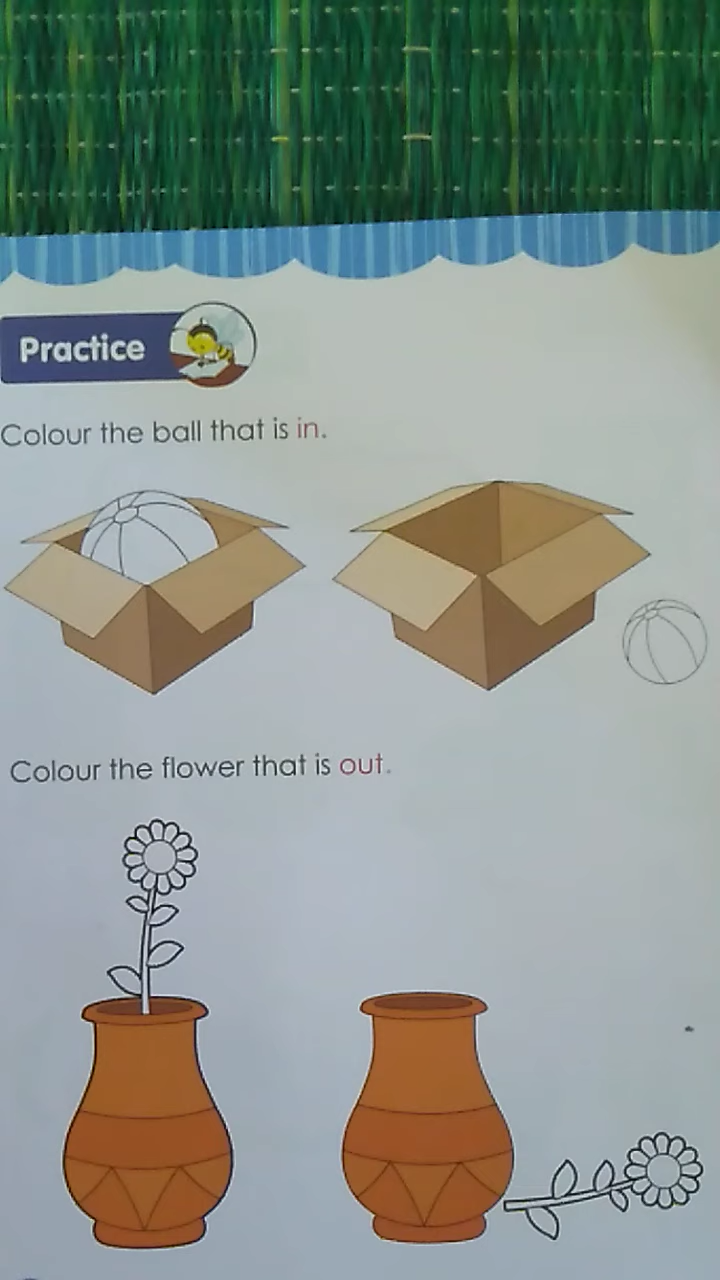 Practice
Colour the ball that is in.
Colour the flower that is out.